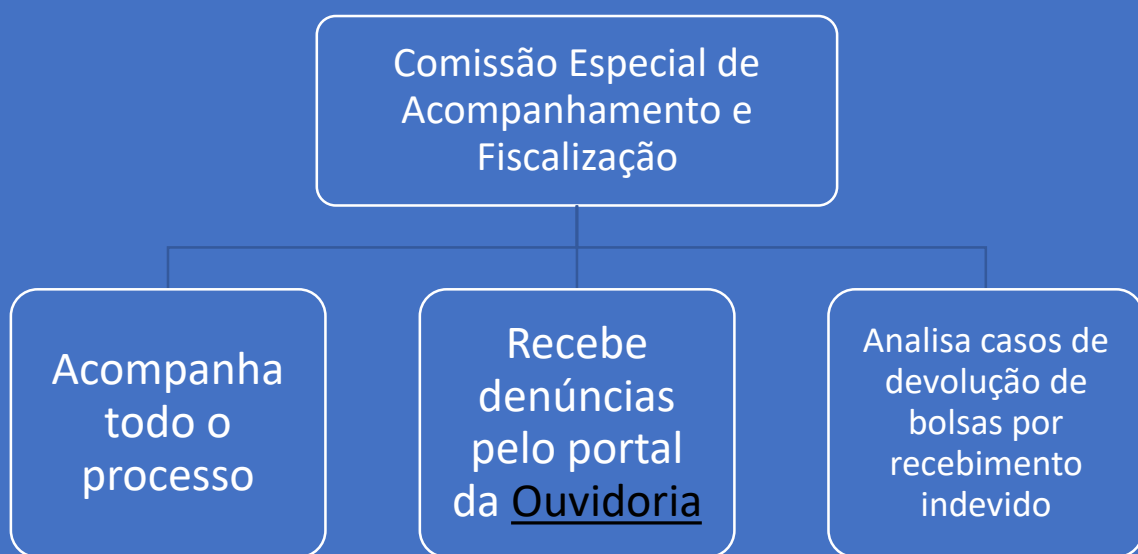 Comissão Especial de
Acompanhamento e
Fiscalização
Acompanha
todo o
processo
Recebe
denúncias
pelo portal
da Ouvidoria
Analisa casos de
devolução de
bolsas por
recebimento
indevido